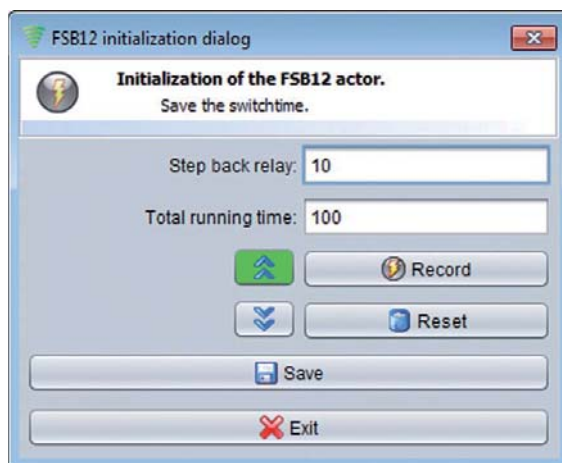 FSB12 initialization dialog
Initialization of the FSB12 actor.
Save the switchtime.
Step back relay: 10
Total running time: 100
Record
Reset
Save
Exit